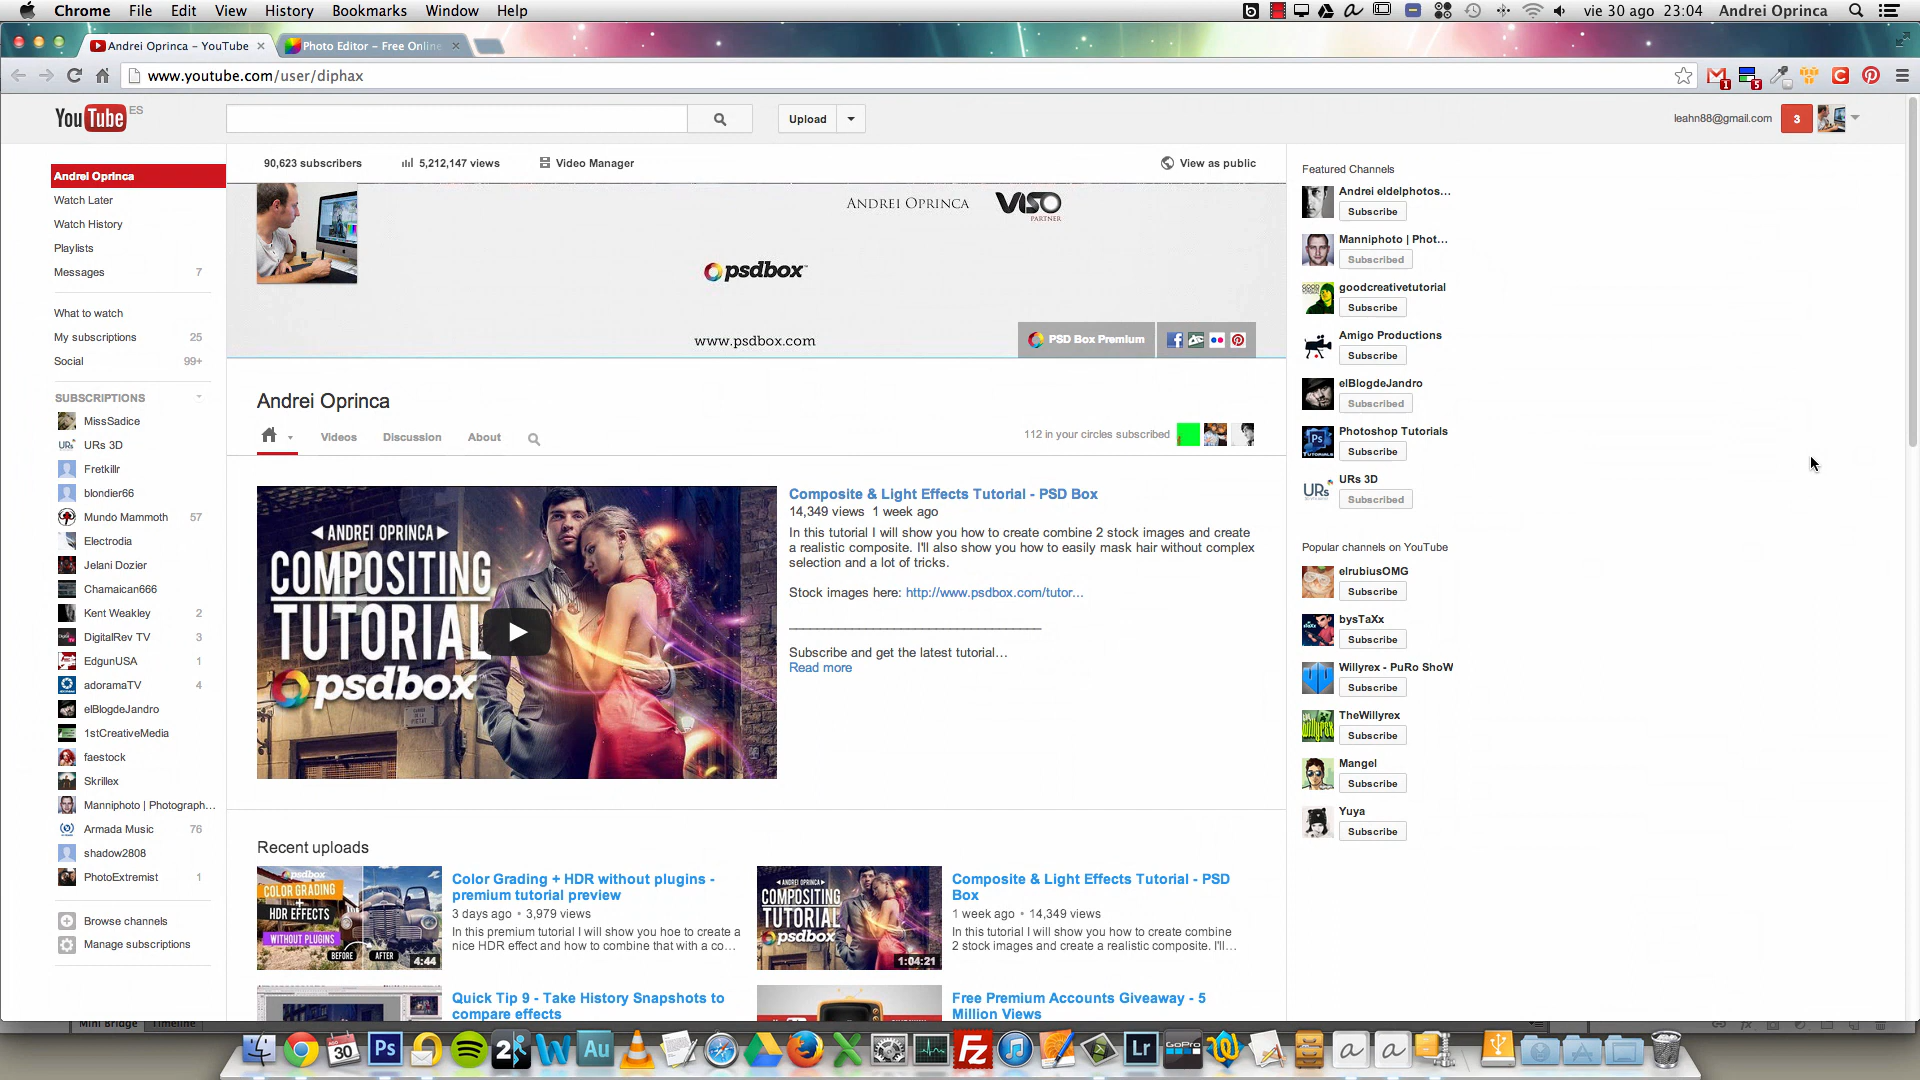 Chrome File Edit View History Bookmarks Window Help
vie 30 ago 23:04 Andrei Oprinca
Andrei Oprinca – YouTube
Photo Editor – Free Online
www.youtube.com/user/diphax
YouTube ES
Upload
leahn88@gmail.com 3
90,623 subscribers 5,212,147 views Video Manager View as public
Andrei Oprinca
Watch Later
Watch History
Playlists
Messages 7
What to watch
My subscriptions 25
Social 99+
SUBSCRIPTIONS
MissSadice
URs 3D
Fretkillr
blondier66
Mundo Mammoth 57
Electrodia
Jelani Dozier
Chamaican666
Kent Weakley 2
DigitalRev TV 3
EdgunUSA 1
adoramaTV 4
elBlogdeJandro
1stCreativeMedia
faestock
Skrillex
Manniphoto | Photograph...
Armada Music 76
shadow2808
PhotoExtremist 1
Browse channels
Manage subscriptions
ANDREI OPRINCA VISO PARTNER
psdbox
www.psdbox.com
PSD Box Premium
Andrei Oprinca
Videos Discussion About
112 in your circles subscribed
ANDREI OPRINCA
COMPOSITING
TUTORIAL
psdbox
Composite & Light Effects Tutorial - PSD Box
14,349 views 1 week ago
In this tutorial I will show you how to create combine 2 stock images and create
a realistic composite. I'll also show you how to easily mask hair without complex
selection and a lot of tricks.
Stock images here: http://www.psdbox.com/tutor...
Subscribe and get the latest tutorial...
Read more
Recent uploads
psdbox
COLOR GRADING
+
HDR EFFECTS
WITHOUT PLUGINS
BEFORE AFTER
4:44
Color Grading + HDR without plugins -
premium tutorial preview
3 days ago • 3,979 views
In this premium tutorial I will show you hoe to create a
nice HDR effect and how to combine that with a co...
ANDREI OPRINCA
COMPOSITING
TUTORIAL
psdbox
1:04:21
Composite & Light Effects Tutorial - PSD
Box
1 week ago • 14,349 views
In this tutorial I will show you how to create combine
2 stock images and create a realistic composite. I'll...
Quick Tip 9 - Take History Snapshots to
compare effects
Free Premium Accounts Giveaway - 5
Million Views
Featured Channels
Andrei eldelphotos...
Subscribe
Manniphoto | Phot...
Subscribed
goodcreativetutorial
Subscribe
Amigo Productions
Subscribe
elBlogdeJandro
Subscribed
Photoshop Tutorials
Subscribe
URs 3D
Subscribed
Popular channels on YouTube
elrubiusOMG
Subscribe
bysTaXx
Subscribe
Willyrex - PuRo ShoW
Subscribe
TheWillyrex
Subscribe
Mangel
Subscribe
Yuya
Subscribe
Mini Bridge Timeline
30 Ps Au Fz Lr GoPro